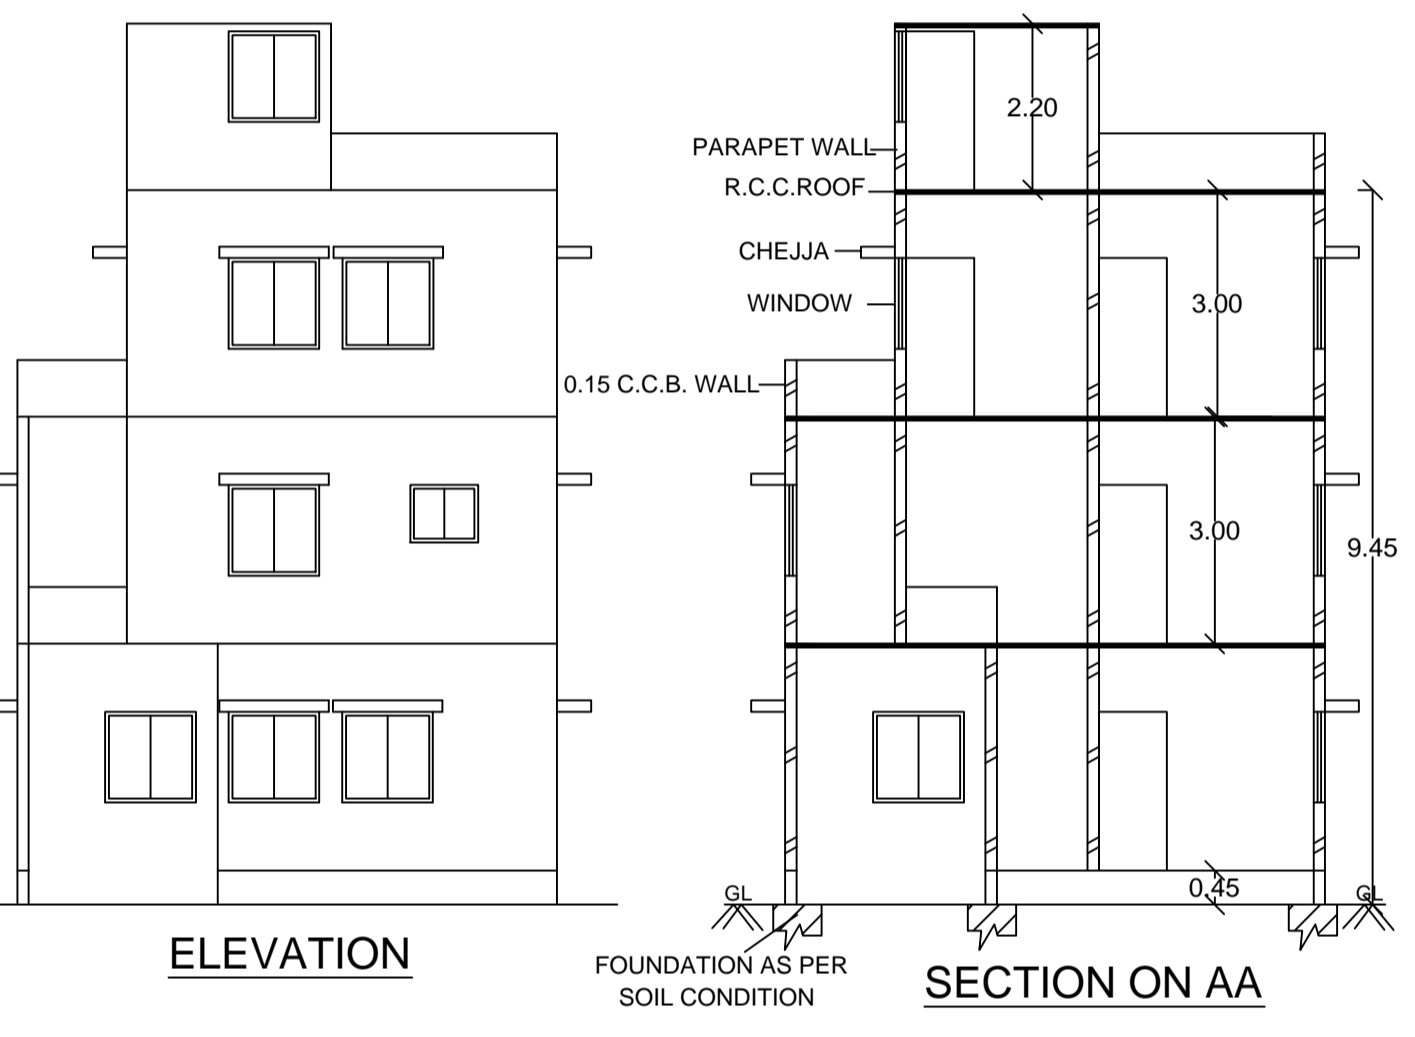 2.20
PARAPET WALL
R.C.C.ROOF
CHEJJA
WINDOW
3.00
0.15 C.C.B. WALL
3.00
9.45
0.45
GL
GL
ELEVATION
FOUNDATION AS PER
SOIL CONDITION
SECTION ON AA